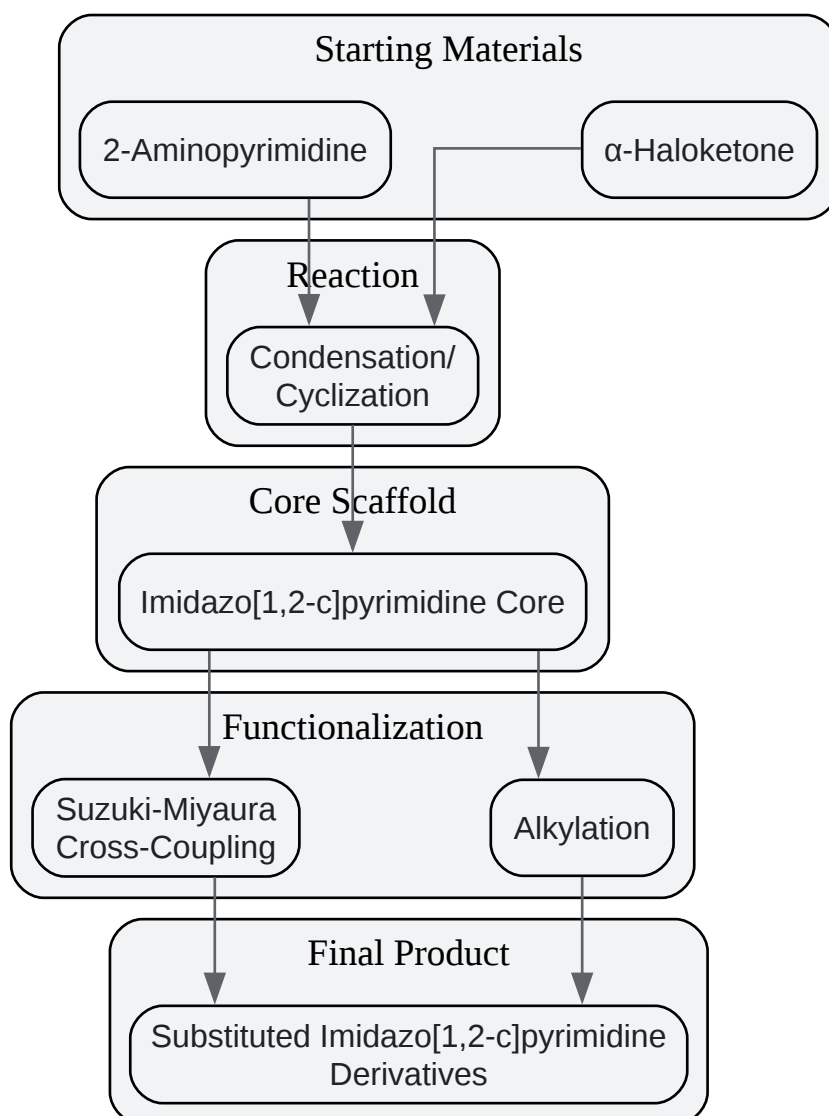 Starting Materials
2-Aminopyrimidine
α-Haloketone
Reaction
Condensation/
Cyclization
Core Scaffold
Imidazo[1,2-c]pyrimidine Core
Functionalization
Suzuki-Miyaura
Cross-Coupling
Alkylation
Final Product
Substituted Imidazo[1,2-c]pyrimidine
Derivatives